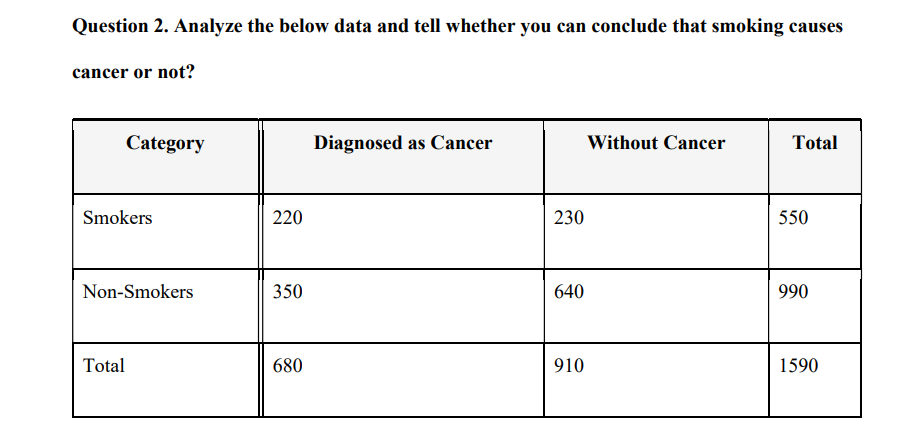 Question 2. Analyze the below data and tell whether you can conclude that smoking causes
cancer or not?
Category Diagnosed as Cancer Without Cancer Total
Smokers 220 230 550
Non-Smokers 350 640 990
Total 680 910 1590